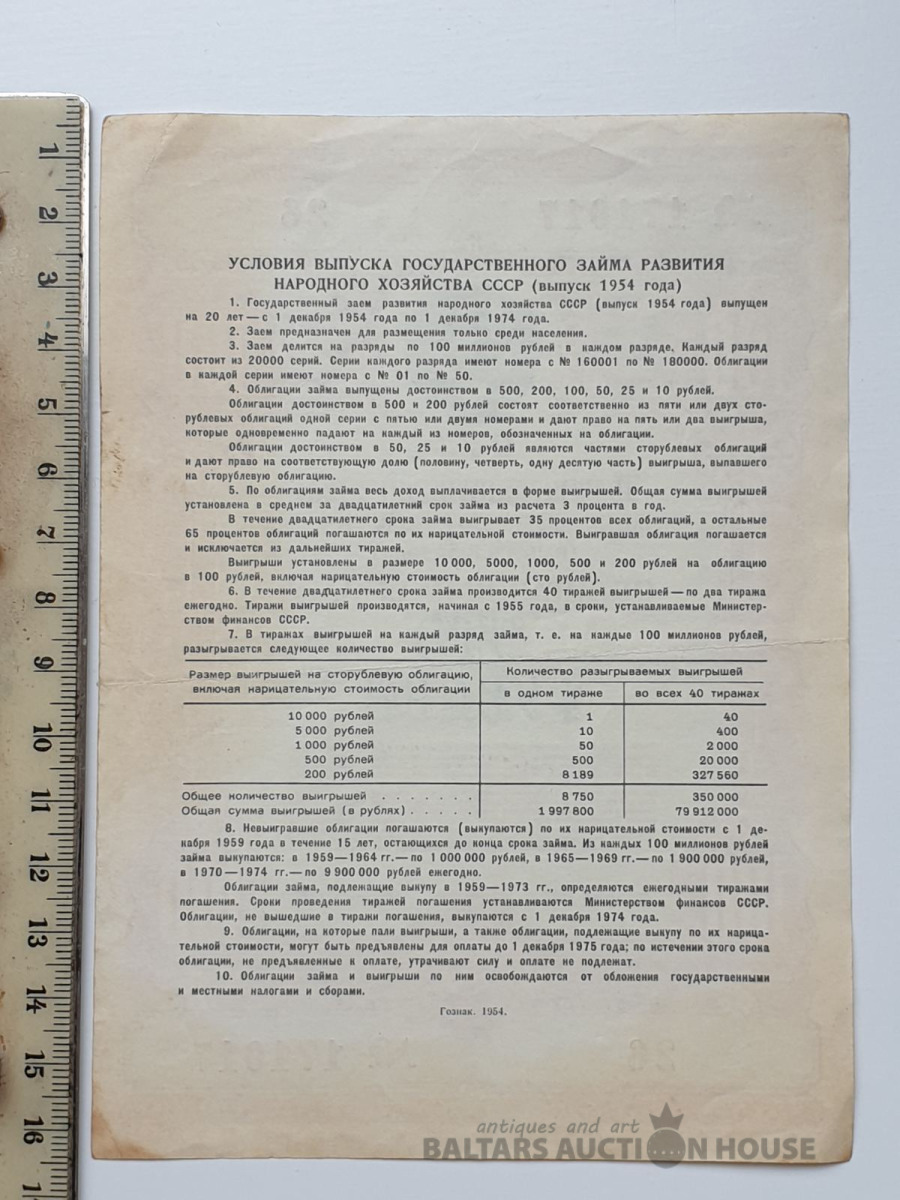 УСЛОВИЯ ВЫПУСКА ГОСУДАРСТВЕННОГО ЗАЙМА РАЗВИТИЯ
НАРОДНОГО ХОЗЯЙСТВА СССР (выпуск 1954 года)
1. Государственный заем развития народного хозяйства СССР (выпуск 1954 года) выпущен
на 20 лет — с 1 декабря 1954 года по 1 декабря 1974 года.
2. Заем предназначен для размещения только среди населения.
3. Заем делится на разряды по 100 миллионов рублей в каждом разряде. Каждый разряд
состоит из 20000 серий. Серии каждого разряда имеют номера с № 160001 по № 180000. Облигации
в каждой серии имеют номера с № 01 по № 50.
4. Облигации займа выпущены достоинством в 500, 200, 100, 50, 25 и 10 рублей.
Облигации достоинством в 500 и 200 рублей состоят соответственно из пяти или двух сто-
рублевых облигаций одной серии с пятью или двумя номерами и дают право на пять или два выигрыша,
которые одновременно падают на каждый из номеров, обозначенных на облигации.
Облигации достоинством в 50, 25 и 10 рублей являются частями сторублевых облигаций
и дают право на соответствующую долю (половину, четверть, одну десятую часть) выигрыша, выпавшего
на сторублевую облигацию.
5. По облигациям займа весь доход выплачивается в форме выигрышей. Общая сумма выигрышей
установлена в среднем за двадцатилетний срок займа из расчета 3 процента в год.
В течение двадцатилетнего срока займа выигрывает 35 процентов всех облигаций, а остальные
65 процентов облигаций погашаются по их нарицательной стоимости. Выигравшая облигация погашается
и исключается из дальнейших тиражей.
Выигрыши установлены в размере 10 000, 5000, 1000, 500 и 200 рублей на облигацию
в 100 рублей, включая нарицательную стоимость облигации (сто рублей).
6. В течение двадцатилетнего срока займа производится 40 тиражей выигрышей — по два тиража
ежегодно. Тиражи выигрышей производятся, начиная с 1955 года, в сроки, устанавливаемые Министер-
ством финансов СССР.
7. В тиражах выигрышей на каждый разряд займа, т. е. на каждые 100 миллионов рублей,
разыгрывается следующее количество выигрышей:
Размер выигрышей на сторублевую облигацию, включая нарицательную стоимость облигации
Количество разыгрываемых выигрышей
в одном тираже во всех 40 тиражах
10 000 рублей 1 40
5 000 рублей 10 400
1 000 рублей 50 2 000
500 рублей 500 20 000
200 рублей 8 189 327 560
Общее количество выигрышей . . . . . . . 8 750 350 000
Общая сумма выигрышей (в рублях) . . . . . 1 997 800 79 912 000
8. Невыигравшие облигации погашаются (выкупаются) по их нарицательной стоимости с 1 де-
кабря 1959 года в течение 15 лет, остающихся до конца срока займа. Из каждых 100 миллионов рублей
займа выкупаются: в 1959—1964 гг.— по 1 000 000 рублей, в 1965—1969 гг.— по 1 900 000 рублей,
в 1970—1974 гг.— по 9 900 000 рублей ежегодно.
Облигации займа, подлежащие выкупу в 1959—1973 гг., определяются ежегодными тиражами
погашения. Сроки проведения тиражей погашения устанавливаются Министерством финансов СССР.
Облигации, не вышедшие в тиражи погашения, выкупаются с 1 декабря 1974 года.
9. Облигации, на которые пали выигрыши, а также облигации, подлежащие выкупу по их нарица-
тельной стоимости, могут быть предъявлены для оплаты до 1 декабря 1975 года; по истечении этого срока
облигации, не предъявленные к оплате, утрачивают силу и оплате не подлежат.
10. Облигации займа и выигрыши по ним освобождаются от обложения государственными
и местными налогами и сборами.
Гознак. 1954.
antiques and art
BALTARS AUCTION HOUSE
1
2
3
4
5
6
7
8
9
10
11
12
13
14
15
16